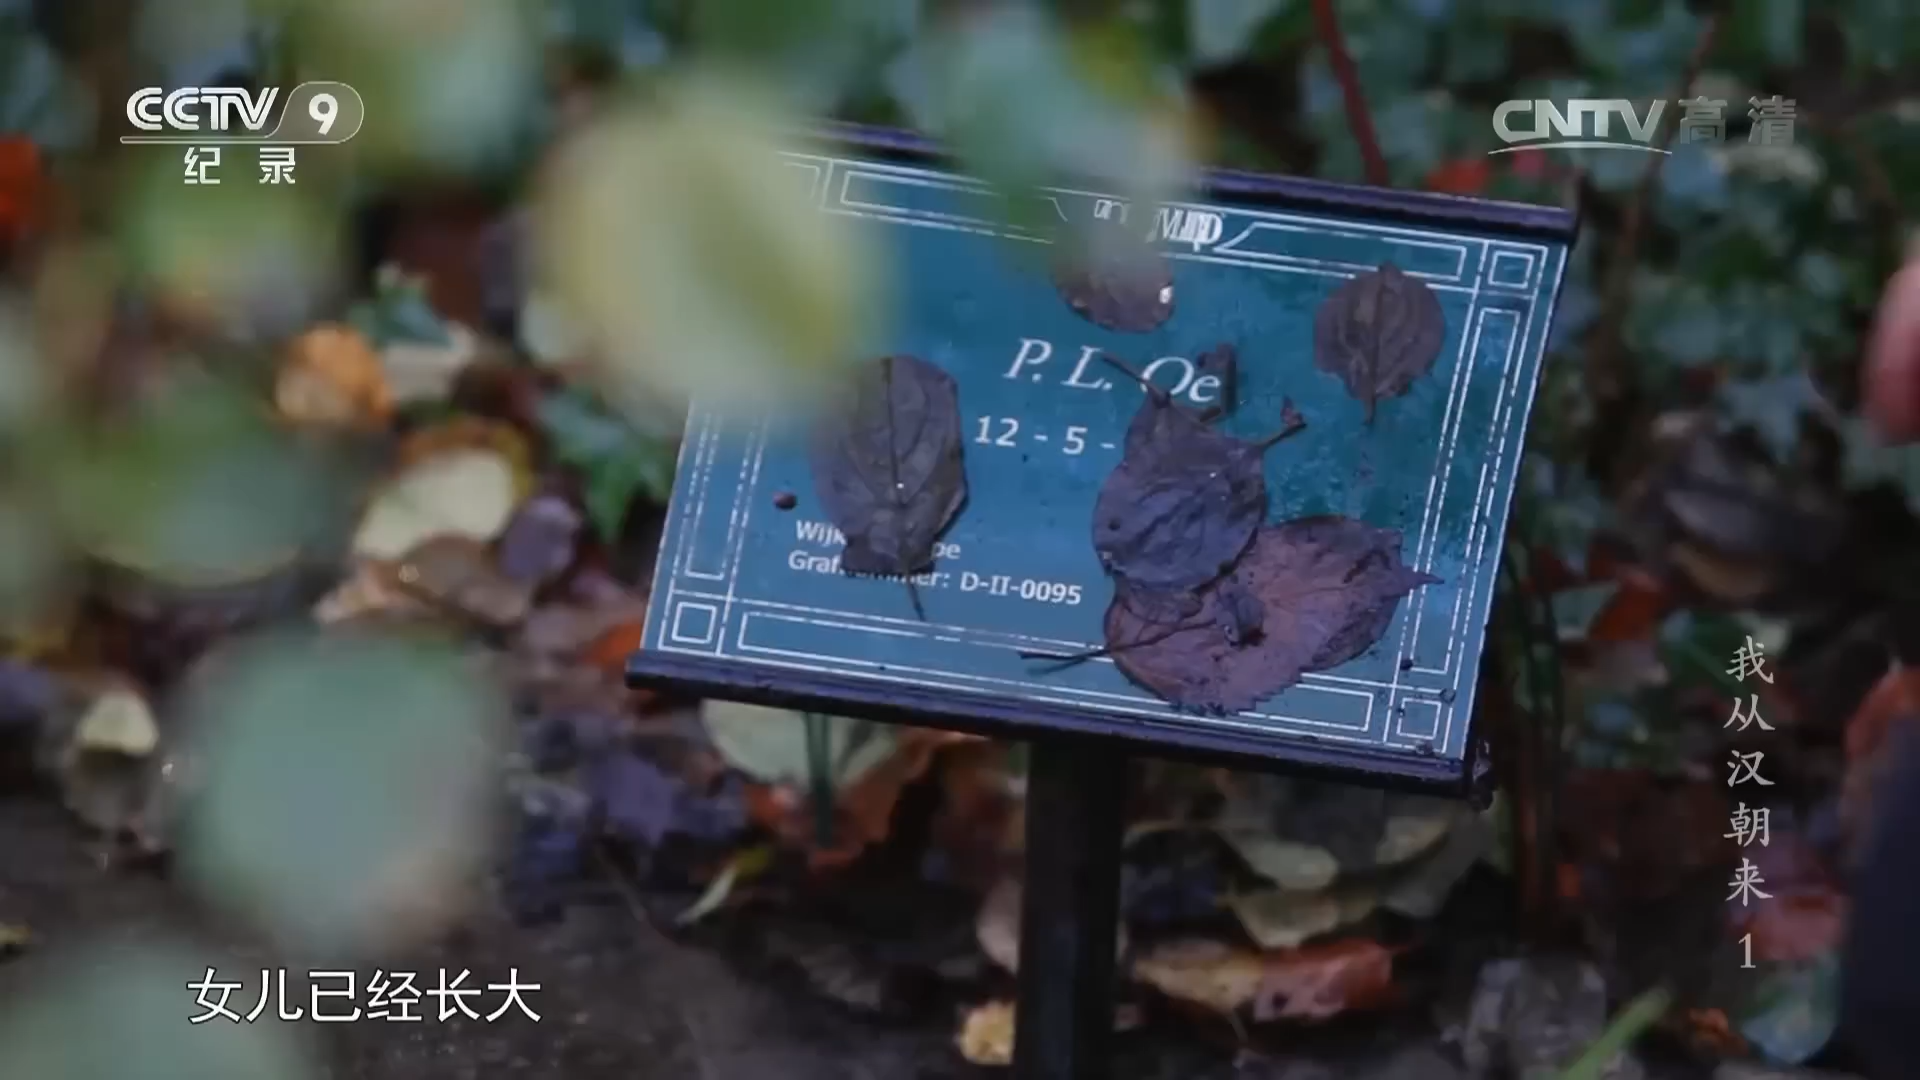 CCTV 9
纪录
CNTV 高清
P. L. Oe
12 - 5 -
D-II-0095
我从汉朝来 1
女儿已经长大